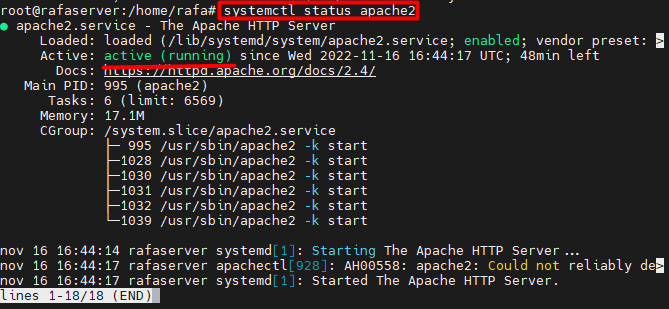 root@rafaserver:/home/rafa# systemctl status apache2
● apache2.service - The Apache HTTP Server
Loaded: loaded (/lib/systemd/system/apache2.service; enabled; vendor preset: >
Active: active (running) since Wed 2022-11-16 16:44:17 UTC; 48min left
Docs: https://httpd.apache.org/docs/2.4/
Main PID: 995 (apache2)
Tasks: 6 (limit: 6569)
Memory: 17.1M
CGroup: /system.slice/apache2.service
├─ 995 /usr/sbin/apache2 -k start
├─1028 /usr/sbin/apache2 -k start
├─1030 /usr/sbin/apache2 -k start
├─1031 /usr/sbin/apache2 -k start
├─1032 /usr/sbin/apache2 -k start
└─1039 /usr/sbin/apache2 -k start
nov 16 16:44:14 rafaserver systemd[1]: Starting The Apache HTTP Server...
nov 16 16:44:17 rafaserver apachectl[928]: AH00558: apache2: Could not reliably de>
nov 16 16:44:17 rafaserver systemd[1]: Started The Apache HTTP Server.
lines 1-18/18 (END)